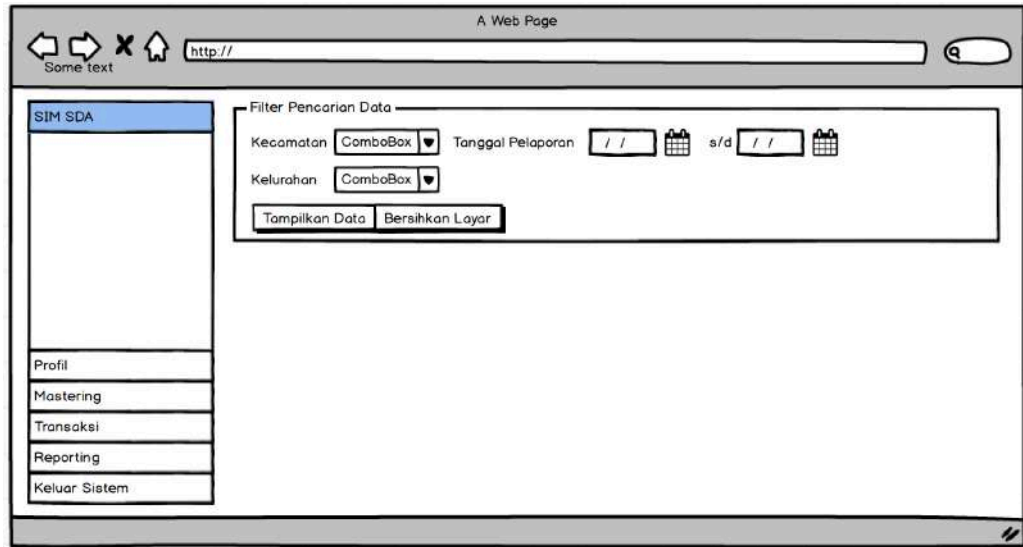 A Web Page
http://
Some text
SIM SDA
Profil
Mastering
Transaksi
Reporting
Keluar Sistem
Filter Pencarian Data
Kecamatan ComboBox Tanggal Pelaporan / / s/d / /
Kelurahan ComboBox
Tampilkan Data Bersihkan Layar